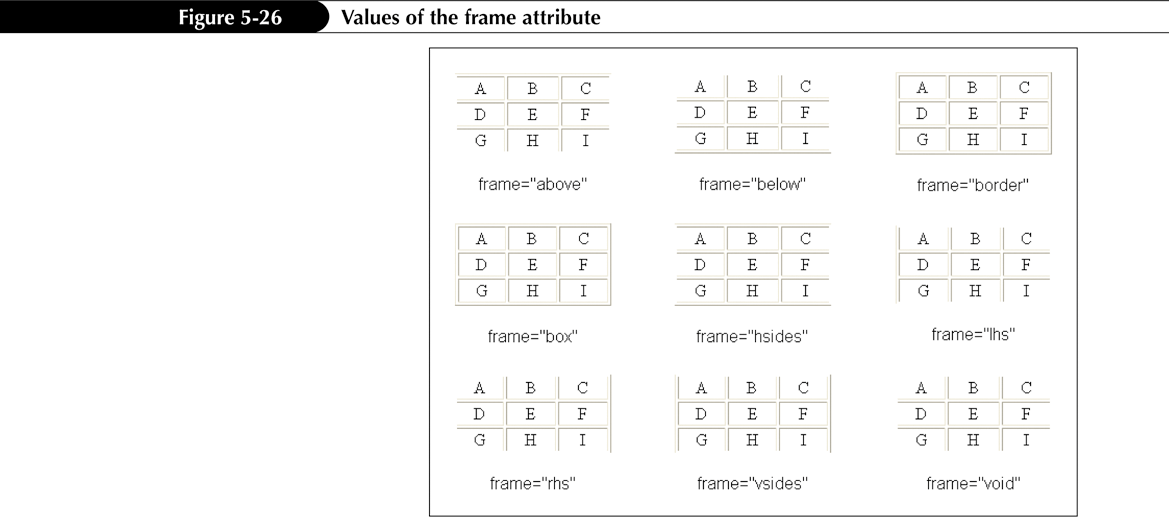 Figure 5-26 Values of the frame attribute
A B C
D E F
G H I
frame="above"
A B C
D E F
G H I
frame="below"
A B C
D E F
G H I
frame="border"
A B C
D E F
G H I
frame="box"
A B C
D E F
G H I
frame="hsides"
A B C
D E F
G H I
frame="lhs"
A B C
D E F
G H I
frame="rhs"
A B C
D E F
G H I
frame="vsides"
A B C
D E F
G H I
frame="void"